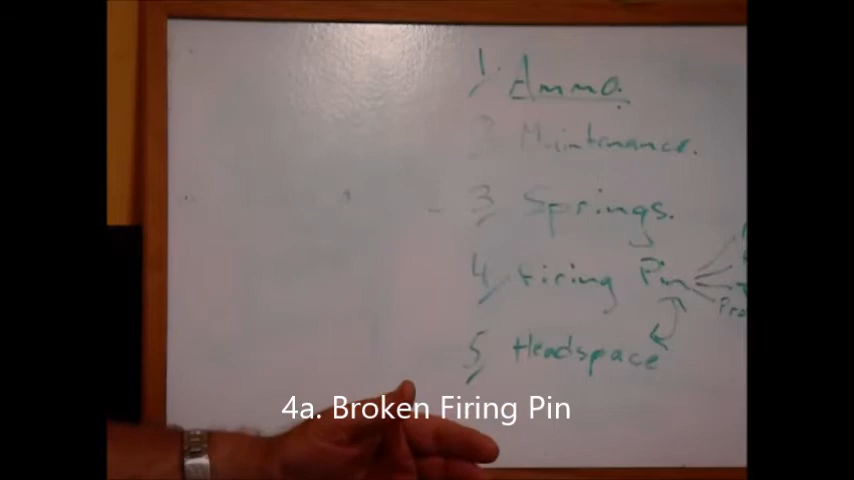 1 Ammo.
2 Maintenance.
3 Springs.
4 Firing Pin
5 Headspace
4a. Broken Firing Pin